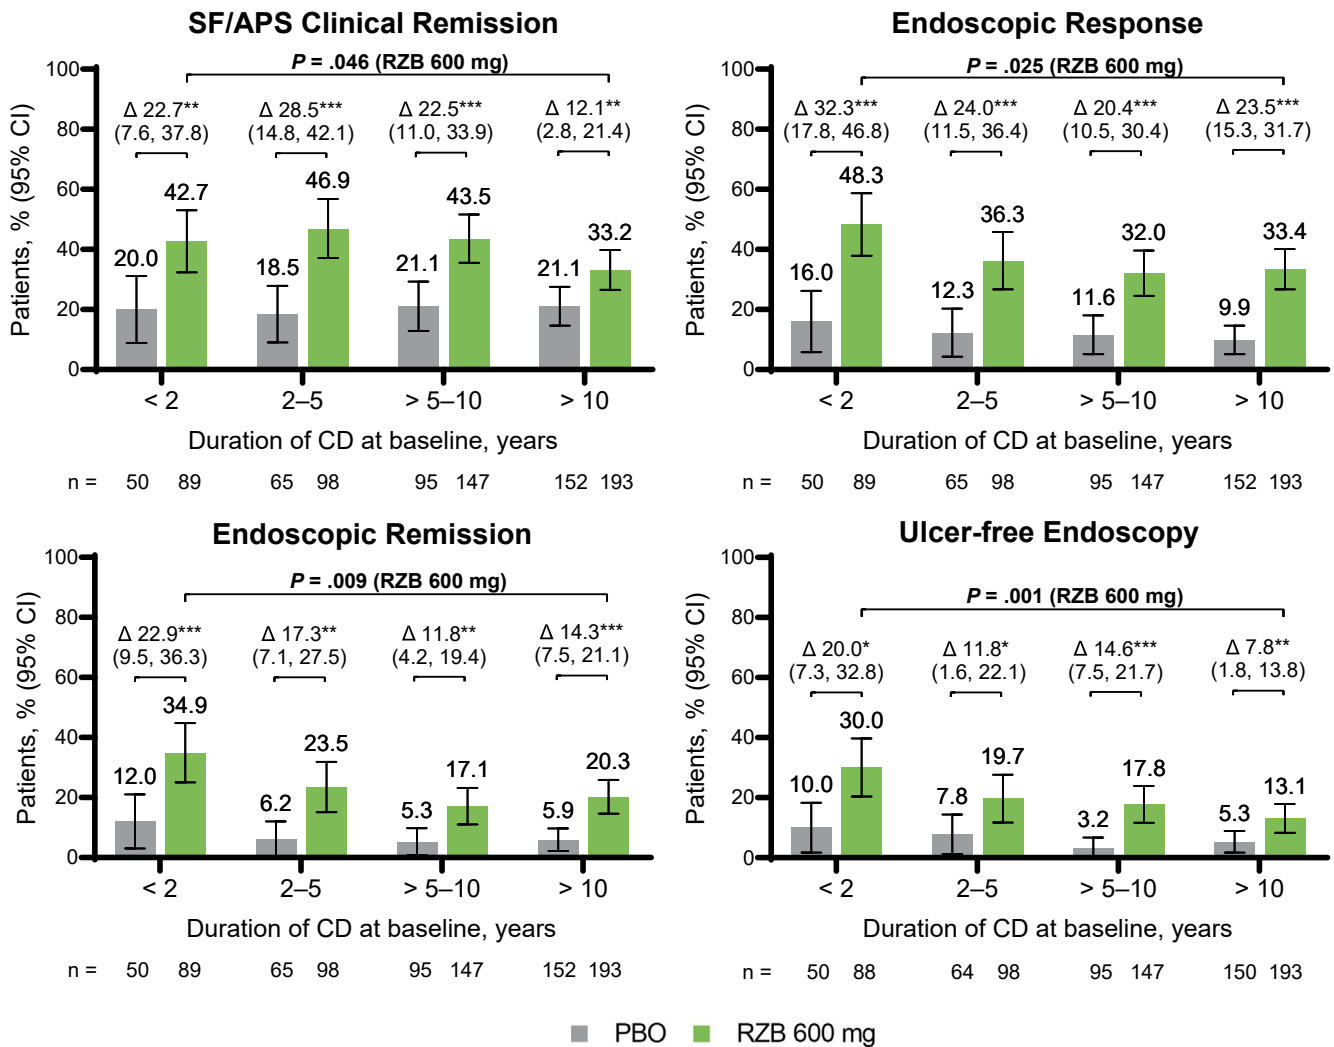 SF/APS Clinical Remission
P = .046 (RZB 600 mg)
Patients, % (95% CI)
100
80
60
40
20
0
Δ 22.7**
(7.6, 37.8)
Δ 28.5***
(14.8, 42.1)
Δ 22.5***
(11.0, 33.9)
Δ 12.1**
(2.8, 21.4)
20.0
42.7
18.5
46.9
21.1
43.5
21.1
33.2
< 2
2–5
> 5–10
> 10
Duration of CD at baseline, years
n = 50 89 65 98 95 147 152 193
Endoscopic Response
P = .025 (RZB 600 mg)
Patients, % (95% CI)
100
80
60
40
20
0
Δ 32.3***
(17.8, 46.8)
Δ 24.0***
(11.5, 36.4)
Δ 20.4***
(10.5, 30.4)
Δ 23.5***
(15.3, 31.7)
16.0
48.3
12.3
36.3
11.6
32.0
9.9
33.4
< 2
2–5
> 5–10
> 10
Duration of CD at baseline, years
n = 50 89 65 98 95 147 152 193
Endoscopic Remission
P = .009 (RZB 600 mg)
Patients, % (95% CI)
100
80
60
40
20
0
Δ 22.9***
(9.5, 36.3)
Δ 17.3**
(7.1, 27.5)
Δ 11.8**
(4.2, 19.4)
Δ 14.3***
(7.5, 21.1)
12.0
34.9
6.2
23.5
5.3
17.1
5.9
20.3
< 2
2–5
> 5–10
> 10
Duration of CD at baseline, years
n = 50 89 65 98 95 147 152 193
Ulcer-free Endoscopy
P = .001 (RZB 600 mg)
Patients, % (95% CI)
100
80
60
40
20
0
Δ 20.0*
(7.3, 32.8)
Δ 11.8*
(1.6, 22.1)
Δ 14.6***
(7.5, 21.7)
Δ 7.8**
(1.8, 13.8)
10.0
30.0
7.8
19.7
3.2
17.8
5.3
13.1
< 2
2–5
> 5–10
> 10
Duration of CD at baseline, years
n = 50 88 64 98 95 147 150 193
PBO
RZB 600 mg